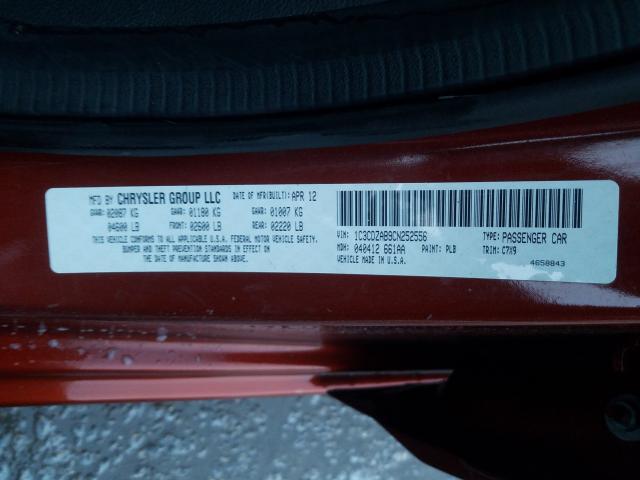 MFD BY CHRYSLER GROUP LLC DATE OF MFR(BUILT): APR 12
GVWR: 02087 KG GAWR: 01180 KG GAWR: 01007 KG
04600 LB FRONT: 02600 LB REAR: 02220 LB
THIS VEHICLE CONFORMS TO ALL APPLICABLE U.S.A. FEDERAL MOTOR VEHICLE SAFETY,
BUMPER AND THEFT PREVENTION STANDARDS IN EFFECT ON
THE DATE OF MANUFACTURE SHOWN ABOVE.
VIN: 1C3CDZAB9CN252556 TYPE: PASSENGER CAR
MDH: 040412 661AA PAINT: PLB TRIM: C7X9
VEHICLE MADE IN U.S.A. 4658843